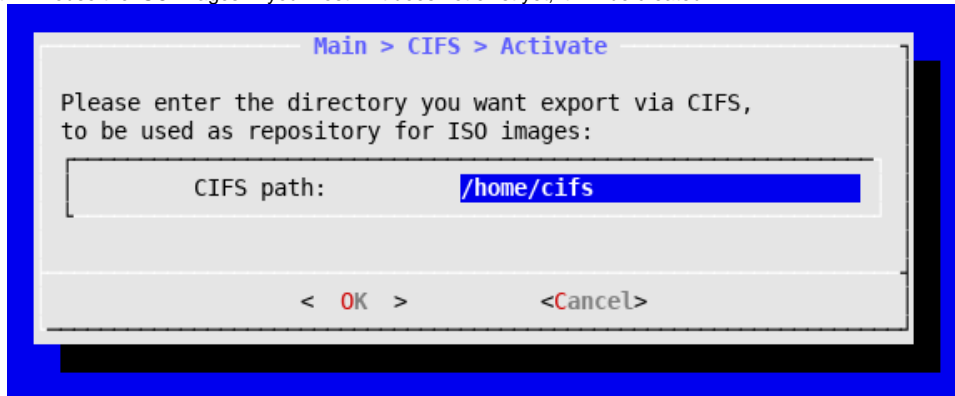 Main > CIFS > Activate
Please enter the directory you want export via CIFS,
to be used as repository for ISO images:
CIFS path: /home/cifs
< OK > <Cancel>